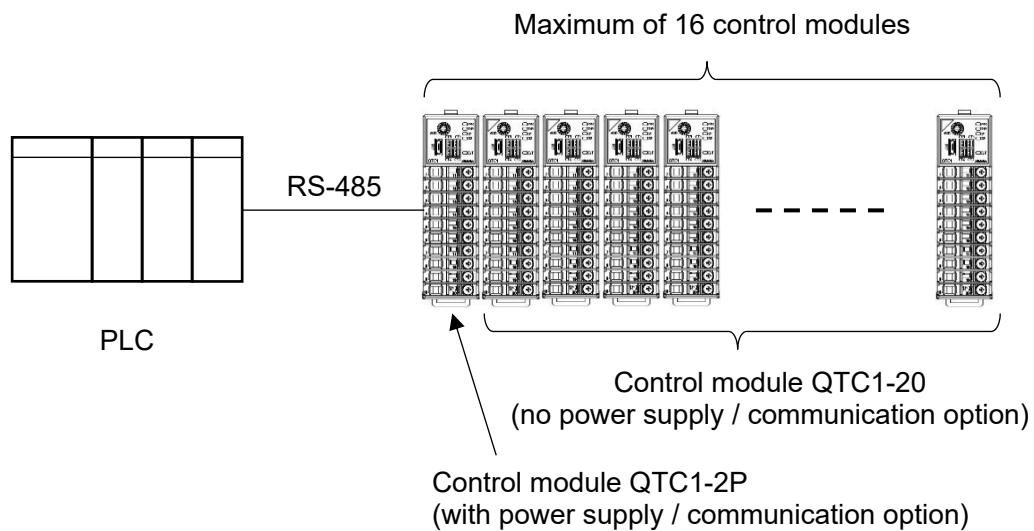 Maximum of 16 control modules
RS-485
PLC
Control module QTC1-20
(no power supply / communication option)
Control module QTC1-2P
(with power supply / communication option)